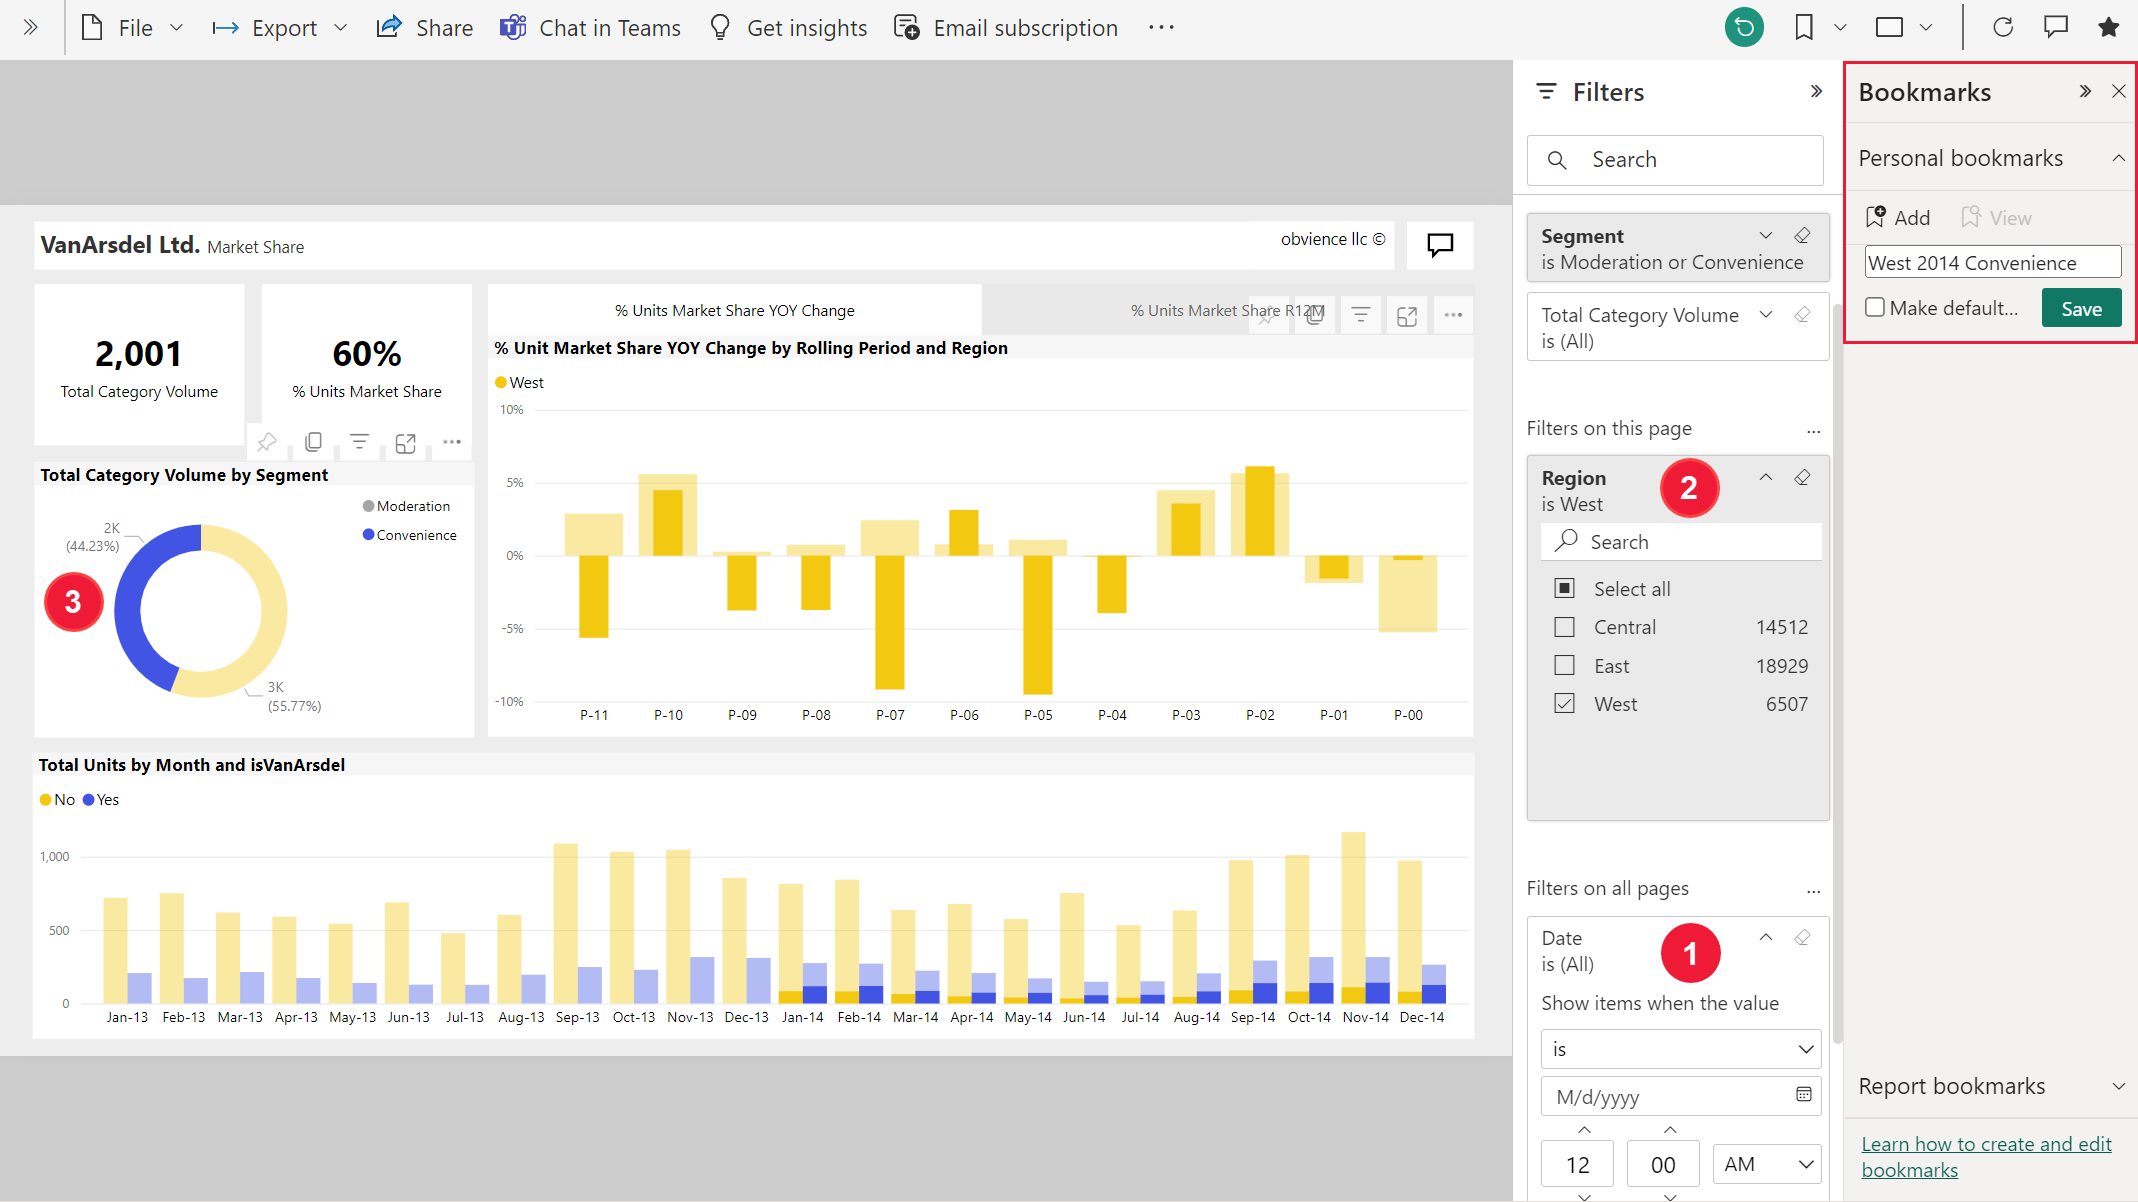 File Export Share Chat in Teams Get insights Email subscription ···
VanArsdel Ltd. Market Share
obvience llc ©
2,001
Total Category Volume
60%
% Units Market Share
% Units Market Share YOY Change
% Units Market Share R12M
% Unit Market Share YOY Change by Rolling Period and Region
West
10%
5%
0%
-5%
-10%
P-11 P-10 P-09 P-08 P-07 P-06 P-05 P-04 P-03 P-02 P-01 P-00
Total Category Volume by Segment
Moderation
Convenience
2K
(44.23%)
3
3K
(55.77%)
Total Units by Month and isVanArsdel
No Yes
1,000
500
0
Jan-13 Feb-13 Mar-13 Apr-13 May-13 Jun-13 Jul-13 Aug-13 Sep-13 Oct-13 Nov-13 Dec-13 Jan-14 Feb-14 Mar-14 Apr-14 May-14 Jun-14 Jul-14 Aug-14 Sep-14 Oct-14 Nov-14 Dec-14
Filters
Search
Segment
is Moderation or Convenience
Total Category Volume
is (All)
Filters on this page ...
Region
is West
2
Search
Select all
Central 14512
East 18929
West 6507
Filters on all pages ...
Date
is (All)
1
Show items when the value
is
M/d/yyyy
12 00 AM
Bookmarks
Personal bookmarks
Add View
West 2014 Convenience
Make default...
Save
Report bookmarks
Learn how to create and edit
bookmarks